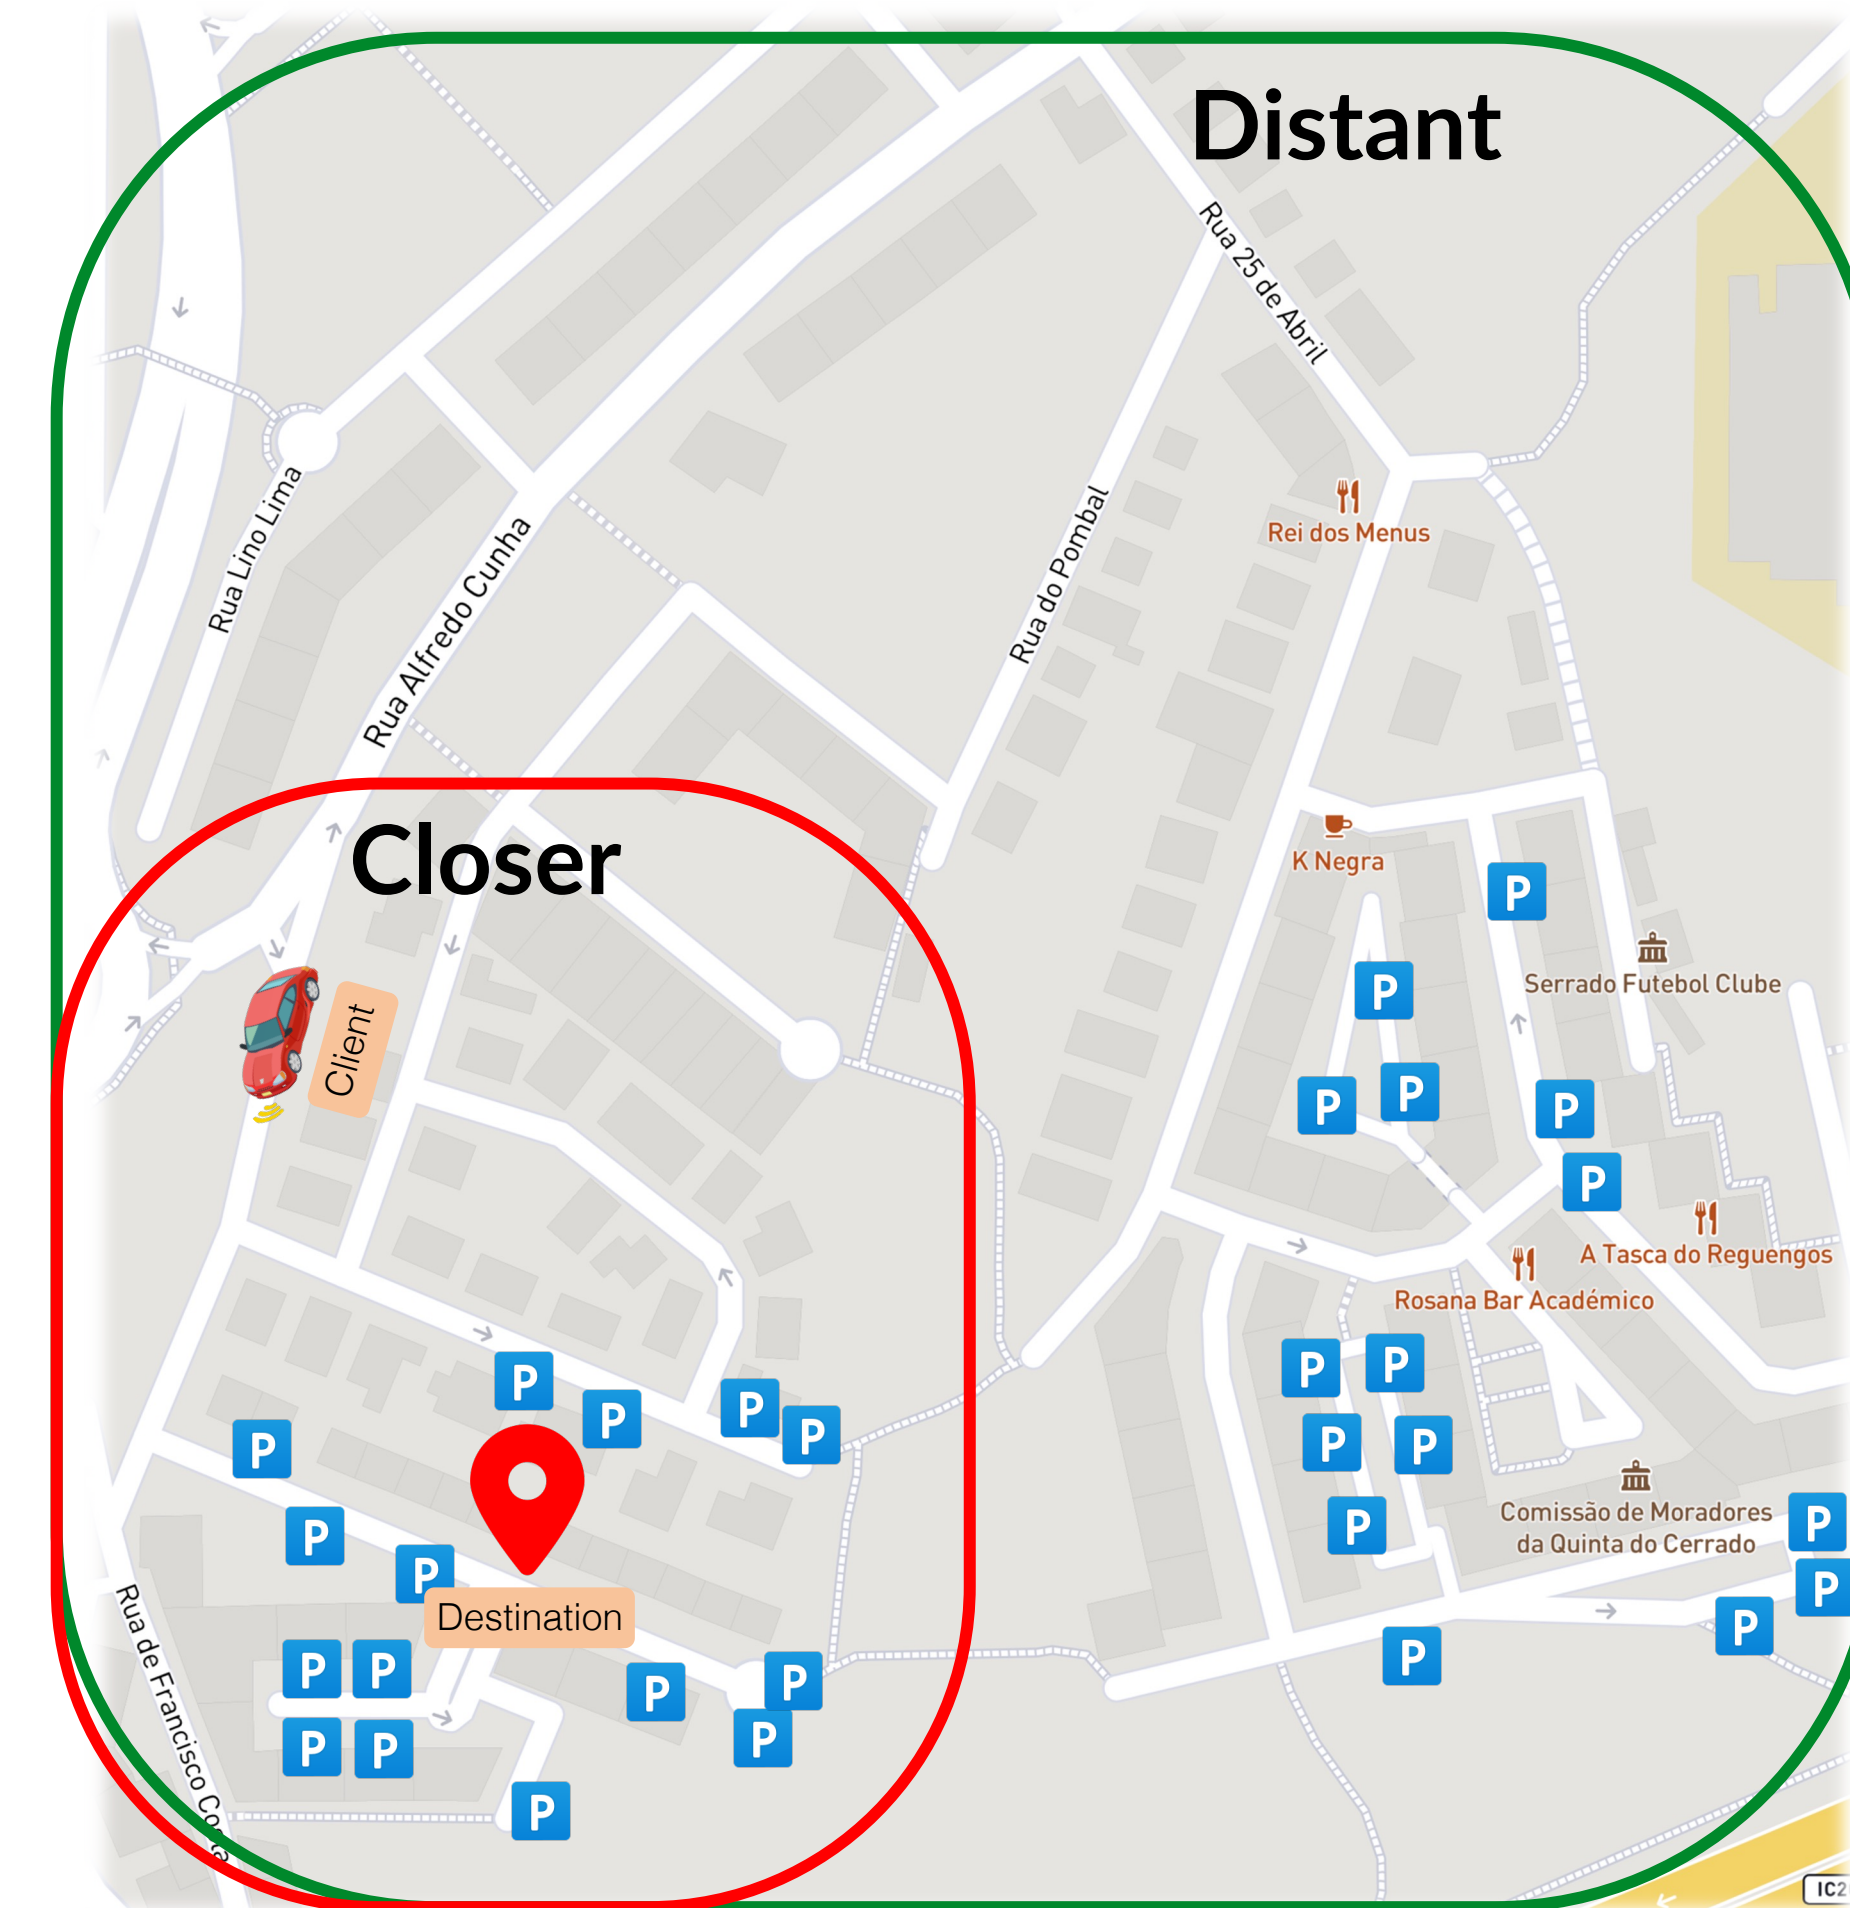 Distant
Rua 25 de Abril
Rua Lino Lima
Rua Alfredo Cunha
Rua do Pombal
Rei dos Menus
Closer
K Negra
P
Serrado Futebol Clube
P
Client
P
P
P
P
A Tasca do Reguengos
Rosana Bar Académico
P
P
P
P
P
P
P
P
P
P
Comissão de Moradores
da Quinta do Cerrado
P
P
P
P
P
Destination
Rua de Francisco Costa
P
P
P
P
P
P
P
P
P
P
IC2